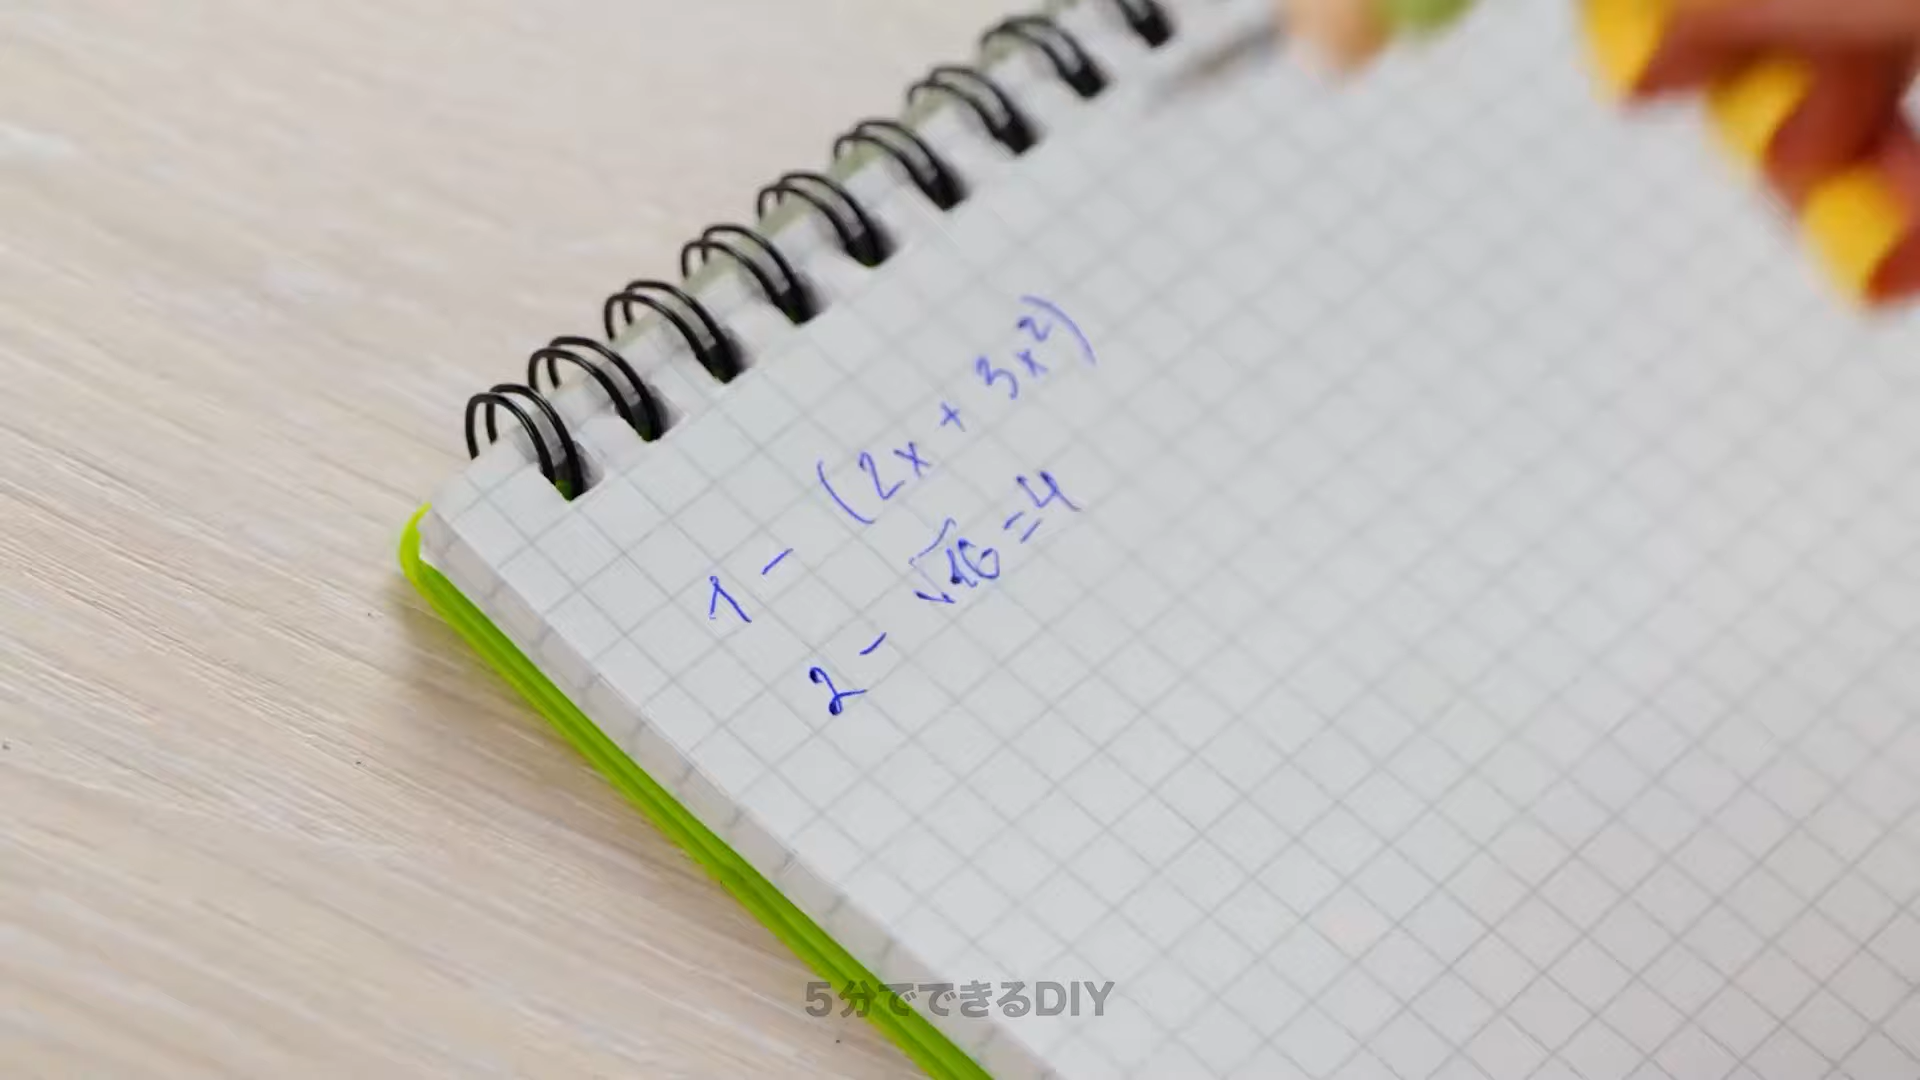 1 - (2x + 3x²)
2 - √16 = 4
5分でできるDIY